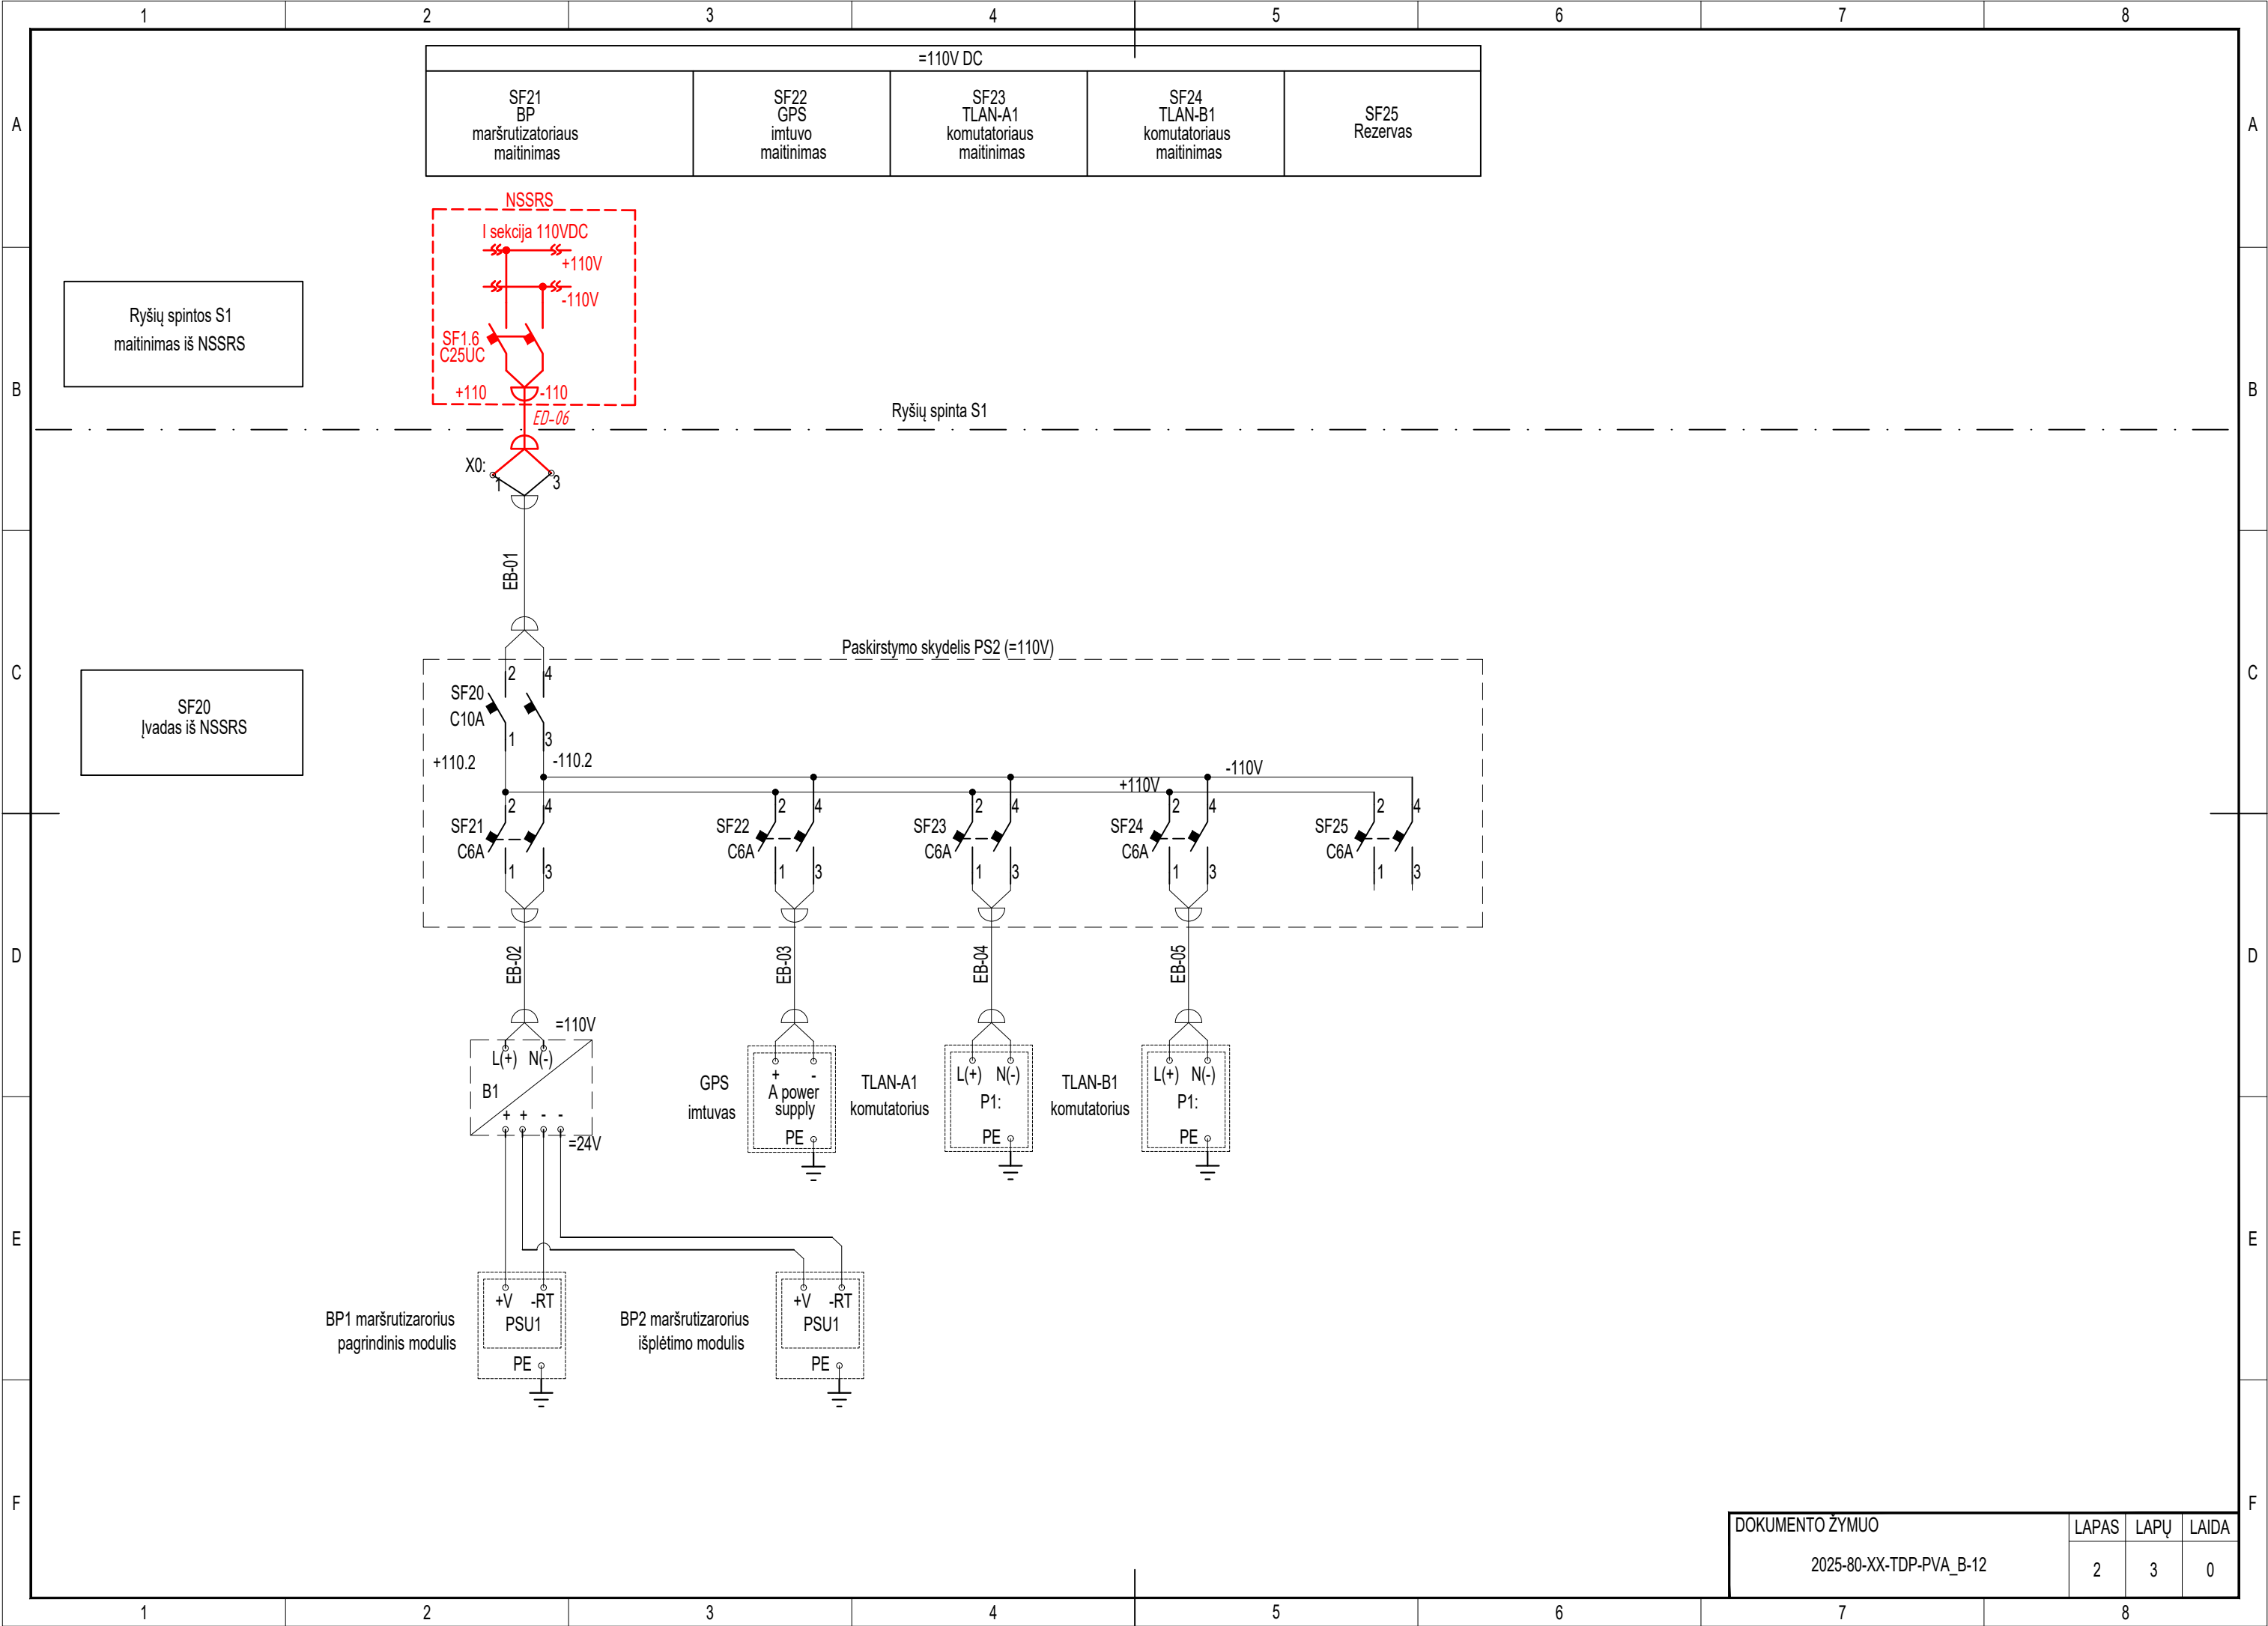 1 2 3 4 5 6 7 8
=110V DC
SF21
BP
maršrutizatoriaus
maitinimas
SF22
GPS
imtuvo
maitinimas
SF23
TLAN-A1
komutatoriaus
maitinimas
SF24
TLAN-B1
komutatoriaus
maitinimas
SF25
Rezervas
A A
NSSRS
I sekcija 110VDC
+110V
-110V
Ryšių spintos S1
maitinimas iš NSSRS
SF1.6
C25UC
+110 -110
B B
ED-06
Ryšių spinta S1
X0:
1 3
EB-01
Paskirstymo skydelis PS2 (=110V)
C C
2 4
SF20
C10A
1 3
SF20
Įvadas iš NSSRS
+110.2 -110.2
+110V -110V
2 4
SF21
C6A
1 3
2 4
SF22
C6A
1 3
2 4
SF23
C6A
1 3
2 4
SF24
C6A
1 3
2 4
SF25
C6A
1 3
D D
EB-02
EB-03
EB-04
EB-05
=110V
L(+) N(-)
B1
+ + - -
=24V
GPS
imtuvas
+ -
A power
supply
PE
TLAN-A1
komutatorius
L(+) N(-)
P1:
PE
TLAN-B1
komutatorius
L(+) N(-)
P1:
PE
E E
BP1 maršrutizarorius
pagrindinis modulis
+V -RT
PSU1
PE
BP2 maršrutizarorius
išplėtimo modulis
+V -RT
PSU1
PE
F F
DOKUMENTO ŽYMUO
2025-80-XX-TDP-PVA_B-12
LAPAS LAPŲ LAIDA
2 3 0
1 2 3 4 5 6 7 8